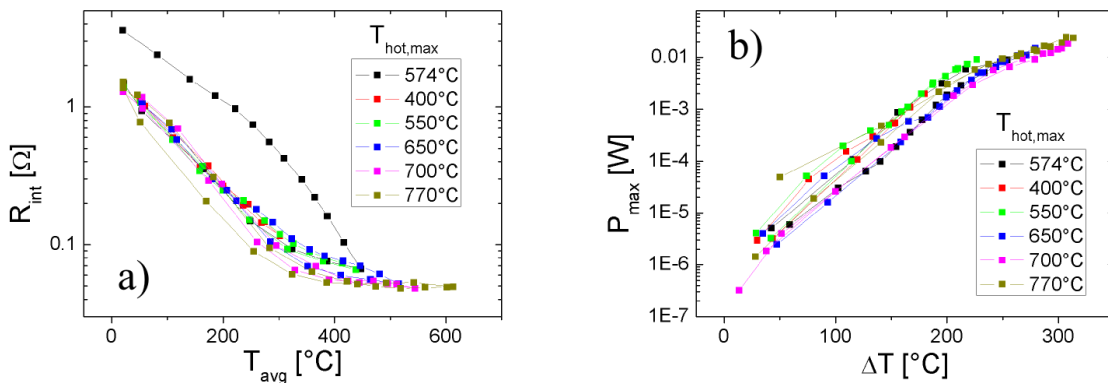 a)
R_int [Ω]
1
0.1
0 200 400 600
T_avg [°C]
T_hot,max
574°C
400°C
550°C
650°C
700°C
770°C
b)
P_max [W]
0.01
1E-3
1E-4
1E-5
1E-6
1E-7
0 100 200 300
ΔT [°C]
T_hot,max
574°C
400°C
550°C
650°C
700°C
770°C